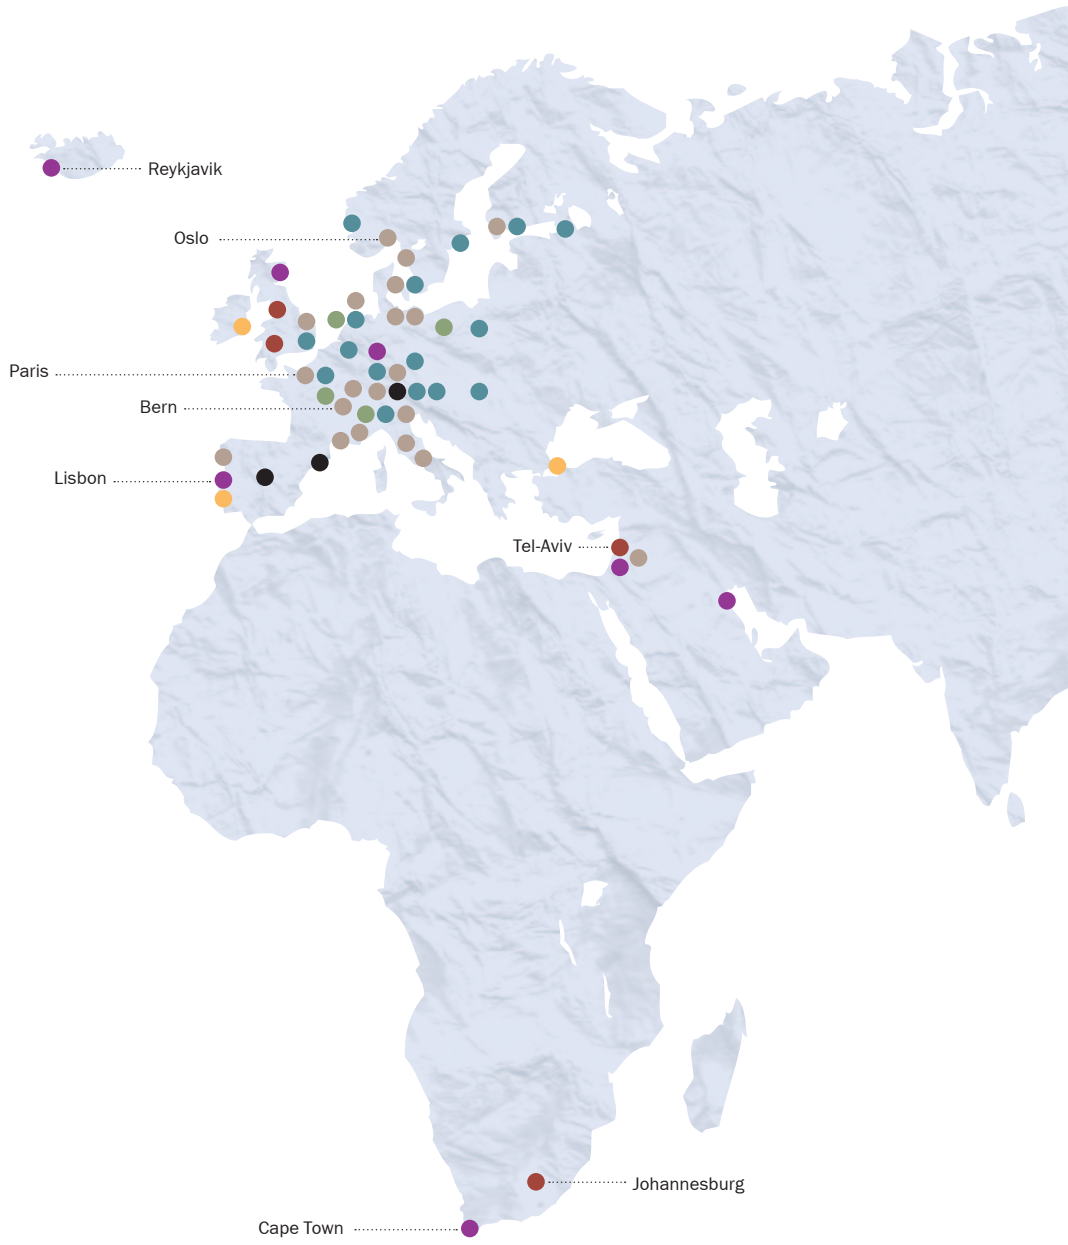 Reykjavik
Oslo
Paris
Bern
Lisbon
Tel-Aviv
Johannesburg
Cape Town